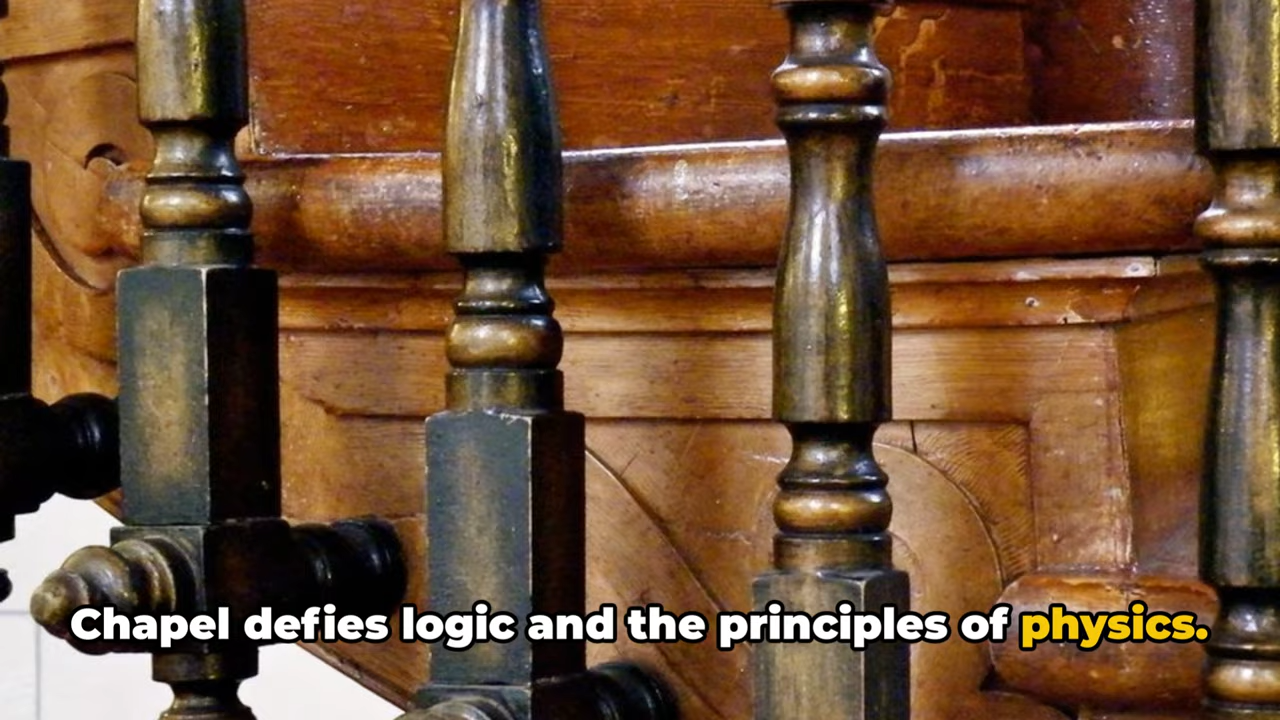 Chapel defies logic and the principles of physics.